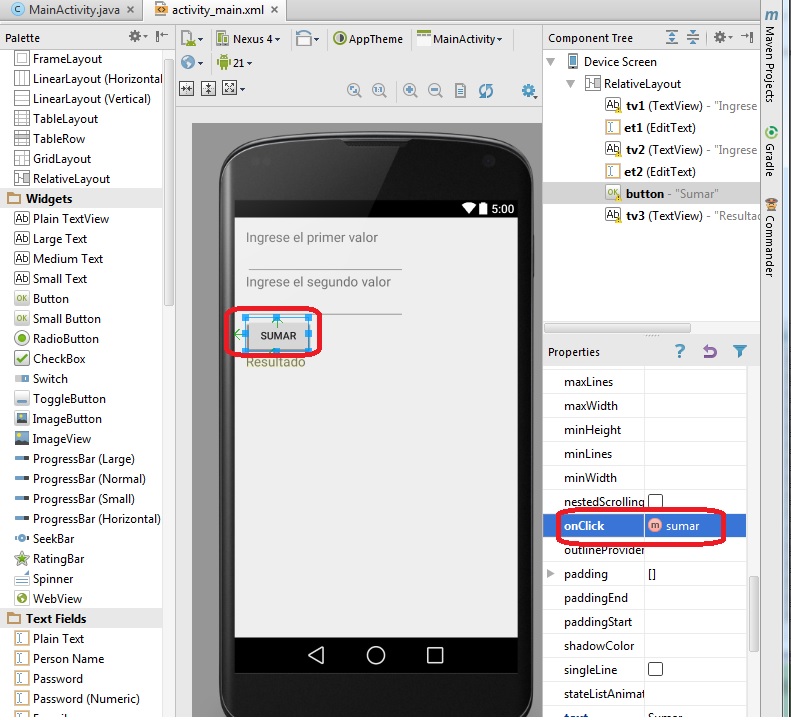 MainActivity.java
activity_main.xml
Palette
FrameLayout
LinearLayout (Horizontal
LinearLayout (Vertical)
TableLayout
TableRow
GridLayout
RelativeLayout
Widgets
Plain TextView
Large Text
Medium Text
Small Text
Button
Small Button
RadioButton
CheckBox
Switch
ToggleButton
ImageButton
ImageView
ProgressBar (Large)
ProgressBar (Normal)
ProgressBar (Small)
ProgressBar (Horizontal)
SeekBar
RatingBar
Spinner
WebView
Text Fields
Plain Text
Person Name
Password
Password (Numeric)
Nexus 4
AppTheme
MainActivity
21
5:00
Ingrese el primer valor
Ingrese el segundo valor
SUMAR
Resultado
Component Tree
Device Screen
RelativeLayout
tv1 (TextView) - "Ingrese
et1 (EditText)
tv2 (TextView) - "Ingrese
et2 (EditText)
button - "Sumar"
tv3 (TextView) - "Resultad
Properties
maxLines
maxWidth
minHeight
minLines
minWidth
nestedScrolling
onClick sumar
outlineProvider
padding []
paddingEnd
paddingStart
shadowColor
singleLine
stateListAnimat
text Sumar
Maven Projects
Gradle
Commander